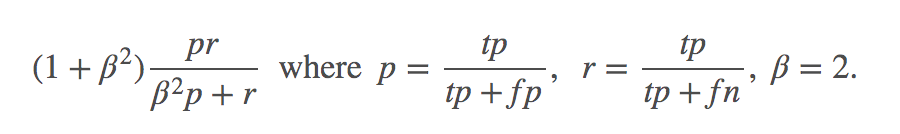 (1 + β²) pr / (β²p + r) where p = tp / (tp + fp), r = tp / (tp + fn), β = 2.